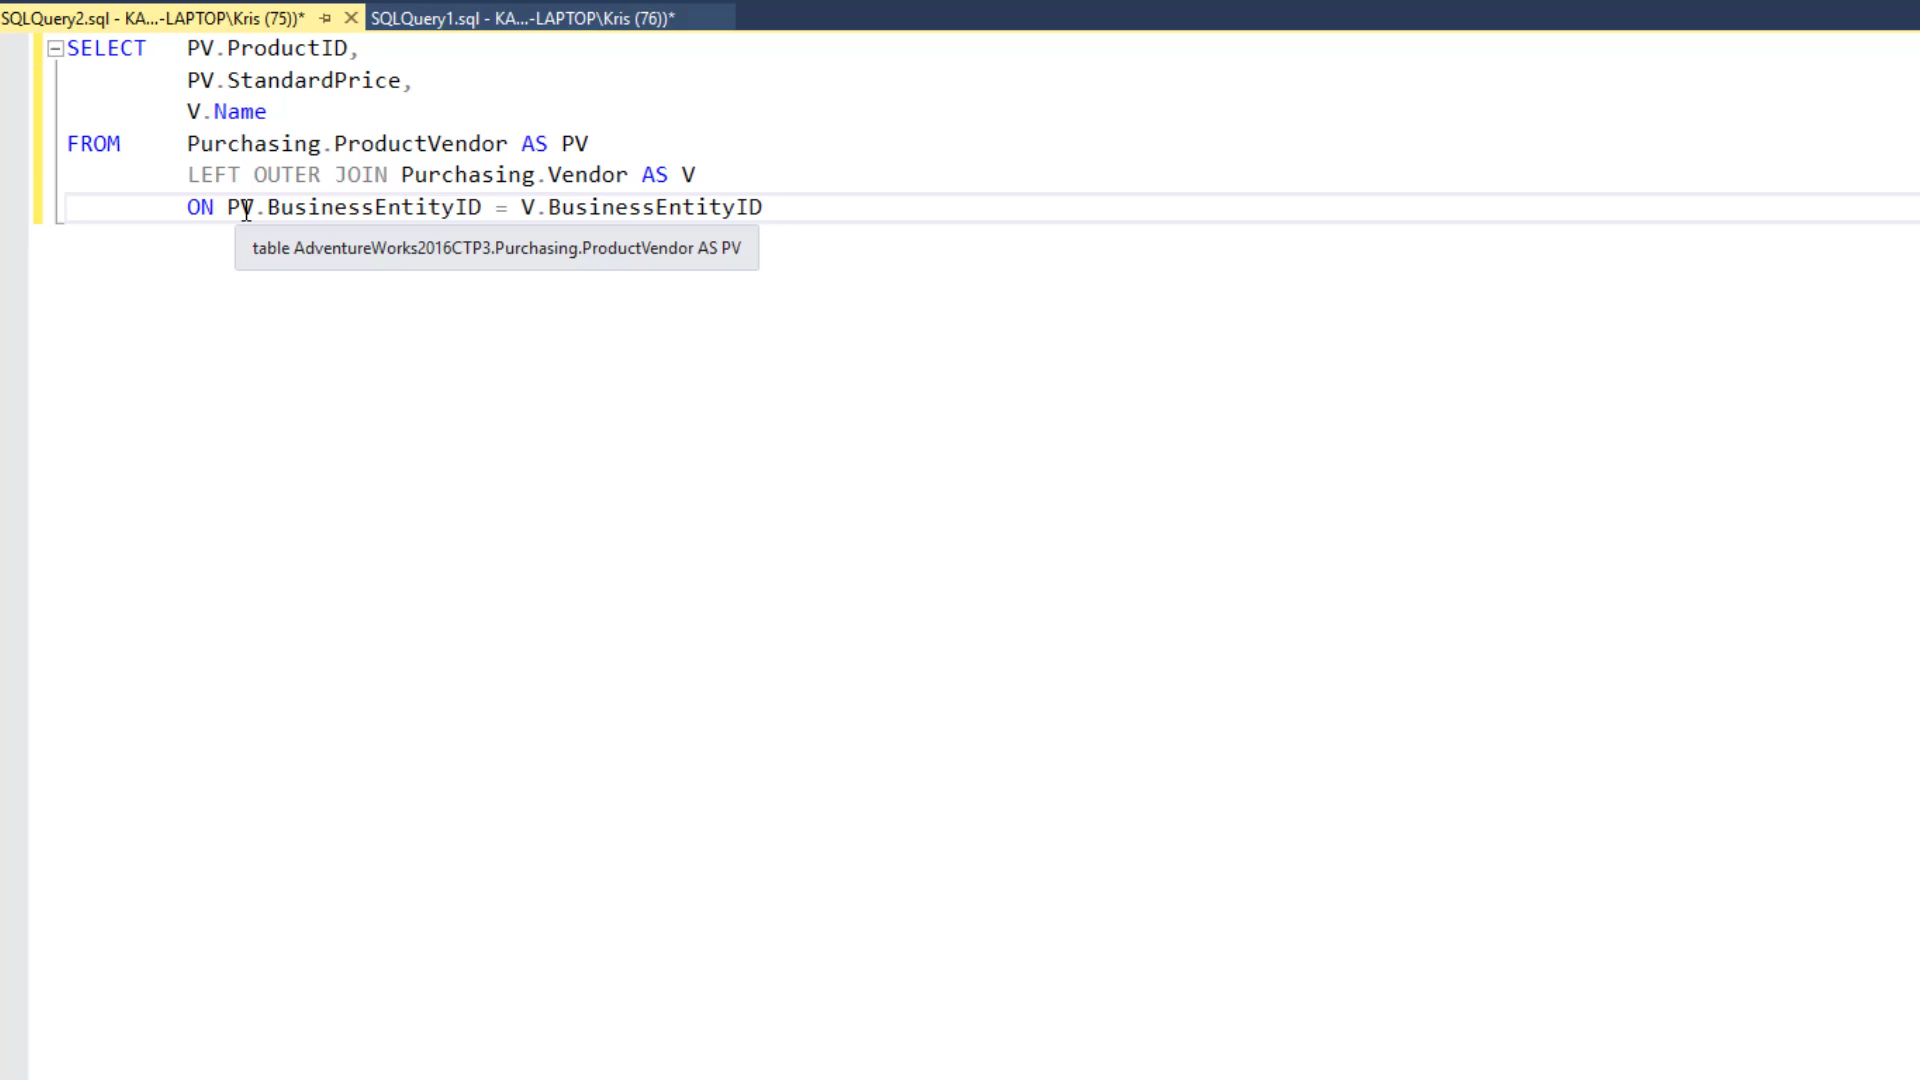 SQLQuery2.sql - KA...-LAPTOP\Kris (75))* SQLQuery1.sql - KA...-LAPTOP\Kris (76))*
SELECT PV.ProductID,
PV.StandardPrice,
V.Name
FROM Purchasing.ProductVendor AS PV
LEFT OUTER JOIN Purchasing.Vendor AS V
ON PV.BusinessEntityID = V.BusinessEntityID
table AdventureWorks2016CTP3.Purchasing.ProductVendor AS PV